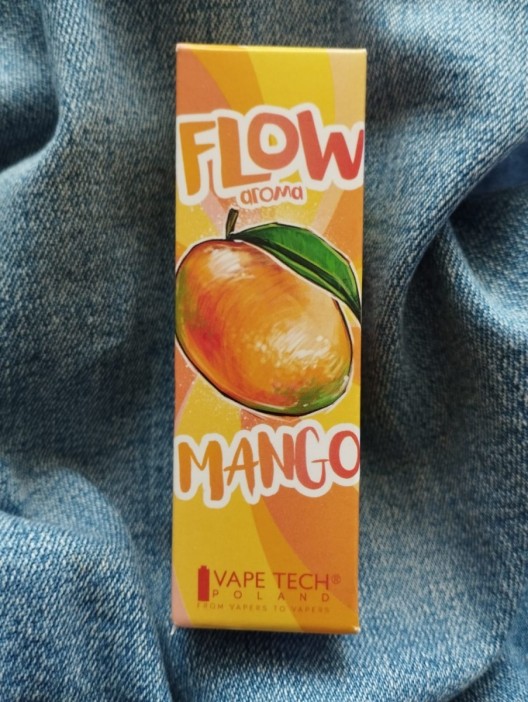 FLOW
aroma
MANGO
VAPE TECH®
POLAND
FROM VAPERS TO VAPERS